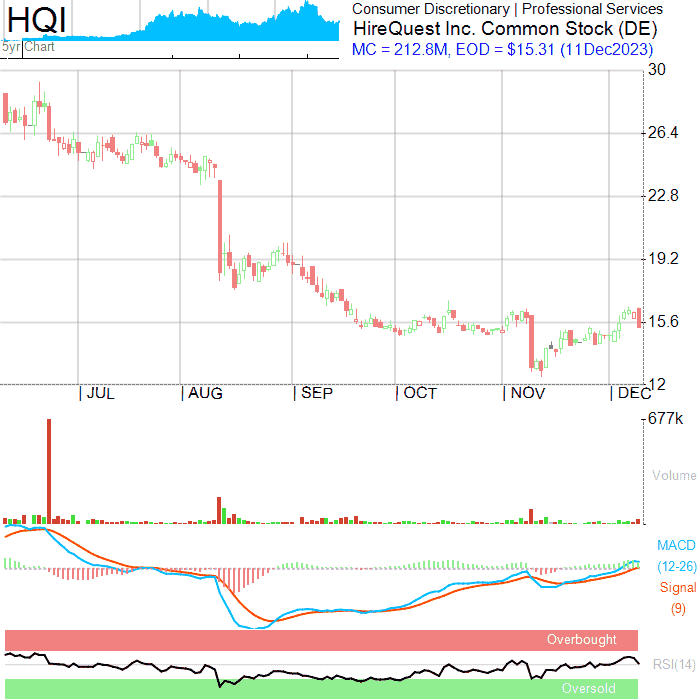 HQI
5yr Chart
Consumer Discretionary | Professional Services
HireQuest Inc. Common Stock (DE)
MC = 212.8M, EOD = $15.31 (11Dec2023)
30
26.4
22.8
19.2
15.6
12
JUL
AUG
SEP
OCT
NOV
DEC
677k
Volume
MACD
(12-26)
Signal
(9)
Overbought
RSI(14)
Oversold